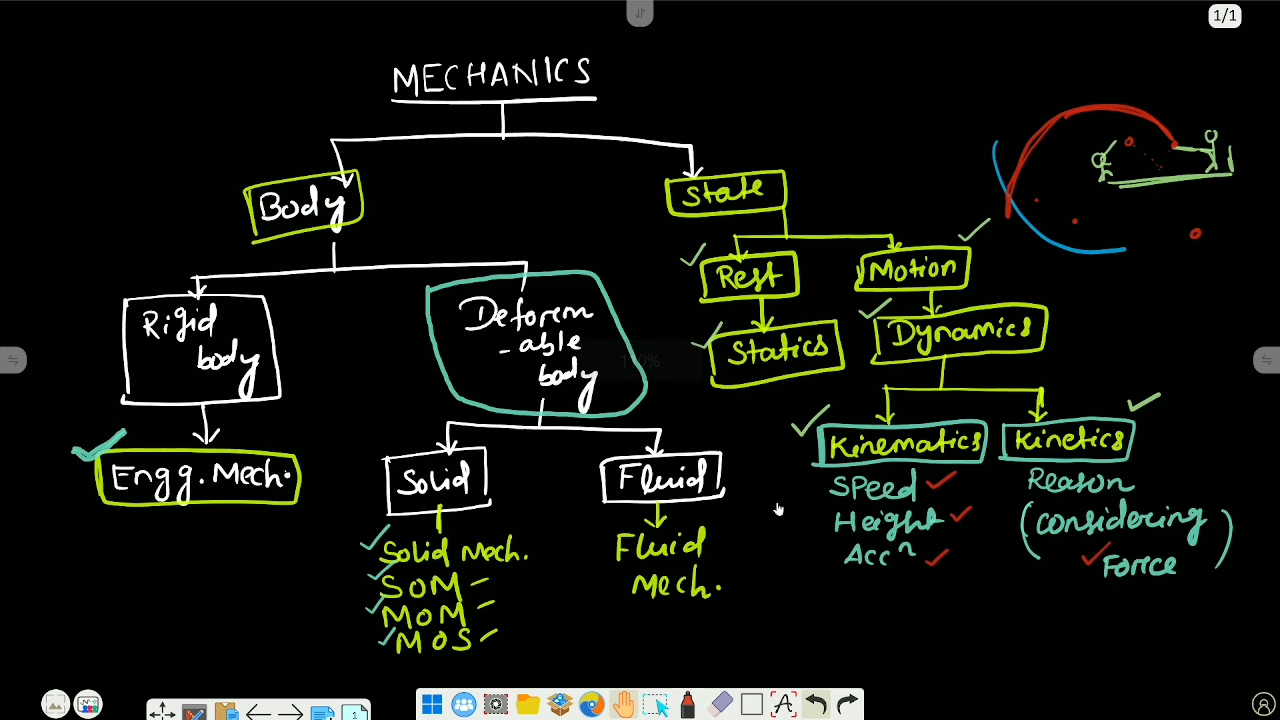 1/1
MECHANICS
Body
State
Rest
Motion
Rigid
body
Deform
-able
body
Statics
Dynamics
Engg. Mech.
Solid
Fluid
Kinematics
Kinetics
Solid Mech.
SOM
MOM
MOS
Fluid
Mech.
Speed
Height
Accⁿ
Reason
(considering
Force)